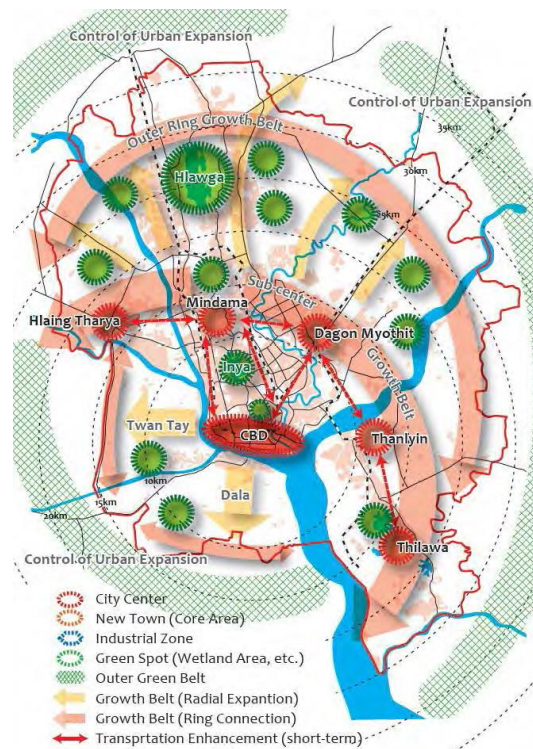 Control of Urban Expansion
Control of Urban Expansion
35km
Outer Ring Growth Belt
30km
Hlawga
25km
Sub center
Mindama
Hlaing Tharya
Dagon Myothit
Inya
Growth Belt
Twan Tay
CBD
Thanlyin
10km
Dala
15km
20km
Thilawa
Control of Urban Expansion
City Center
New Town (Core Area)
Industrial Zone
Green Spot (Wetland Area, etc.)
Outer Green Belt
Growth Belt (Radial Expantion)
Growth Belt (Ring Connection)
Transprtation Enhancement (short-term)